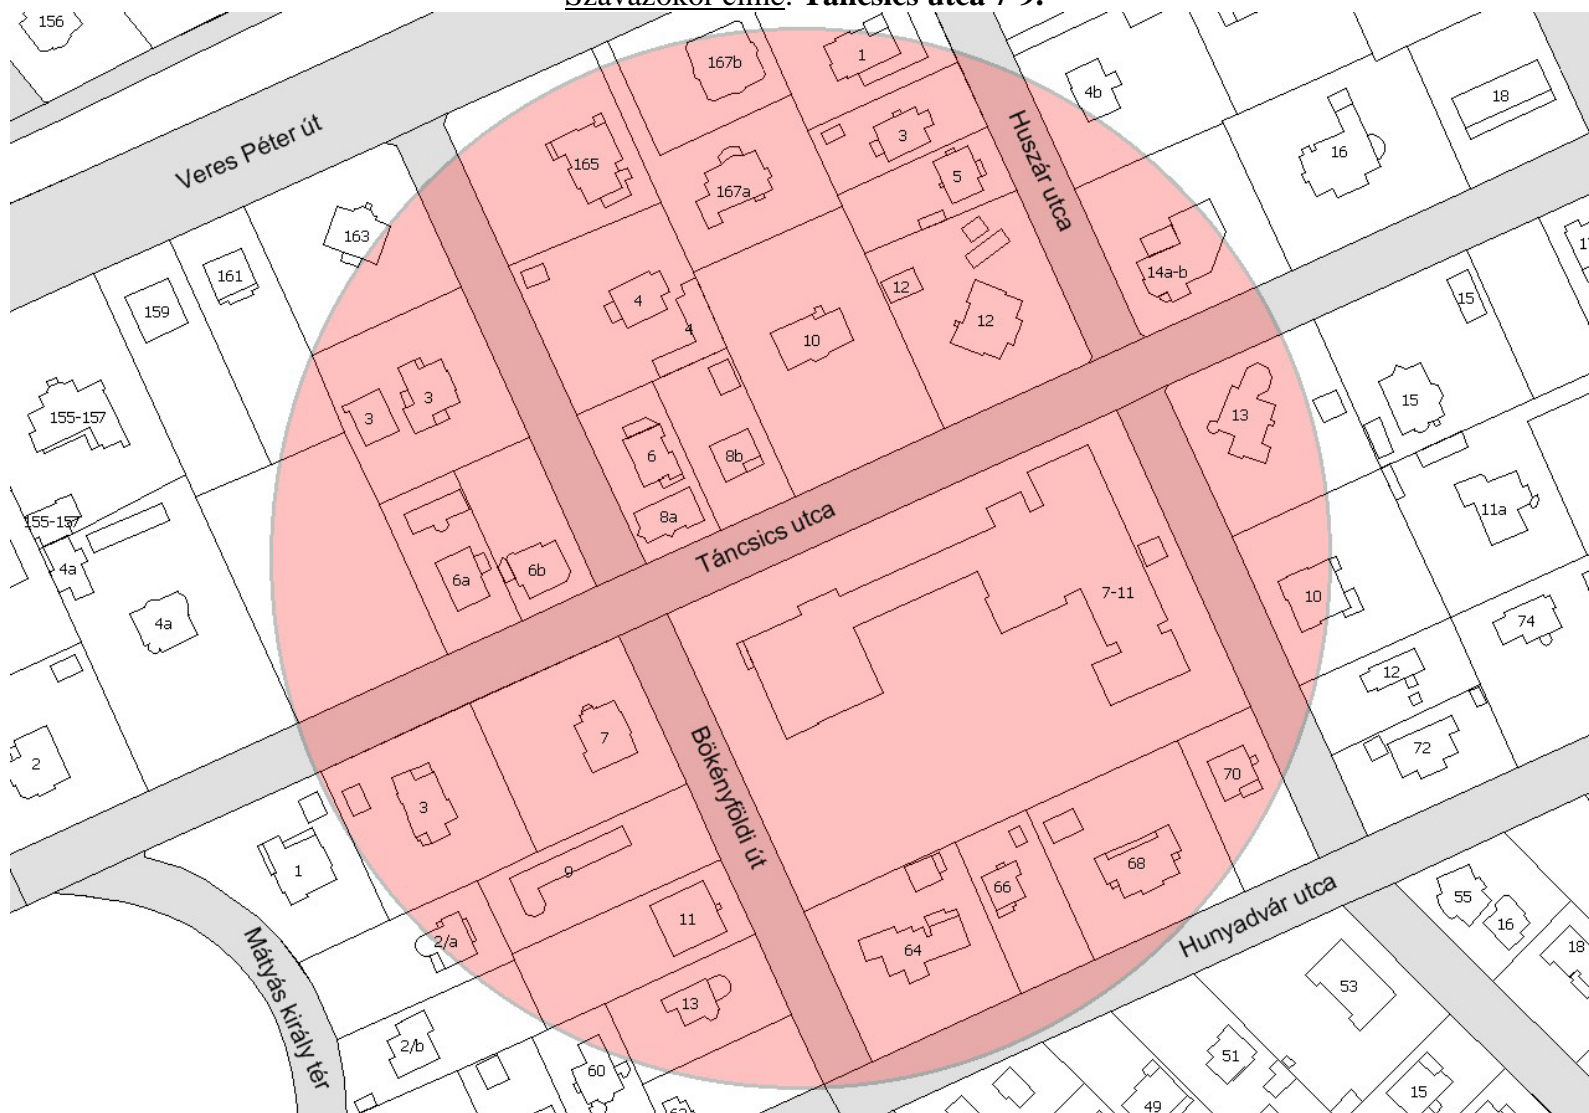 Szavazókör címe: Táncsics utca 7-9.
156
167b
1
4b
18
Veres Péter út
165
3
Huszár utca
16
167a
5
163
161
14a-b
159
4
4
12
12
15
10
3
3
155-157
13
15
6
8b
8a
Táncsics utca
11a
155-157
4a
6a
6b
7-11
10
4a
74
12
2
7
Bökényföldi út
72
70
3
1
9
68
66
55
11
Hunyadvár utca
16
2/a
64
18
Mátyás király tér
13
53
2/b
60
51
49
15